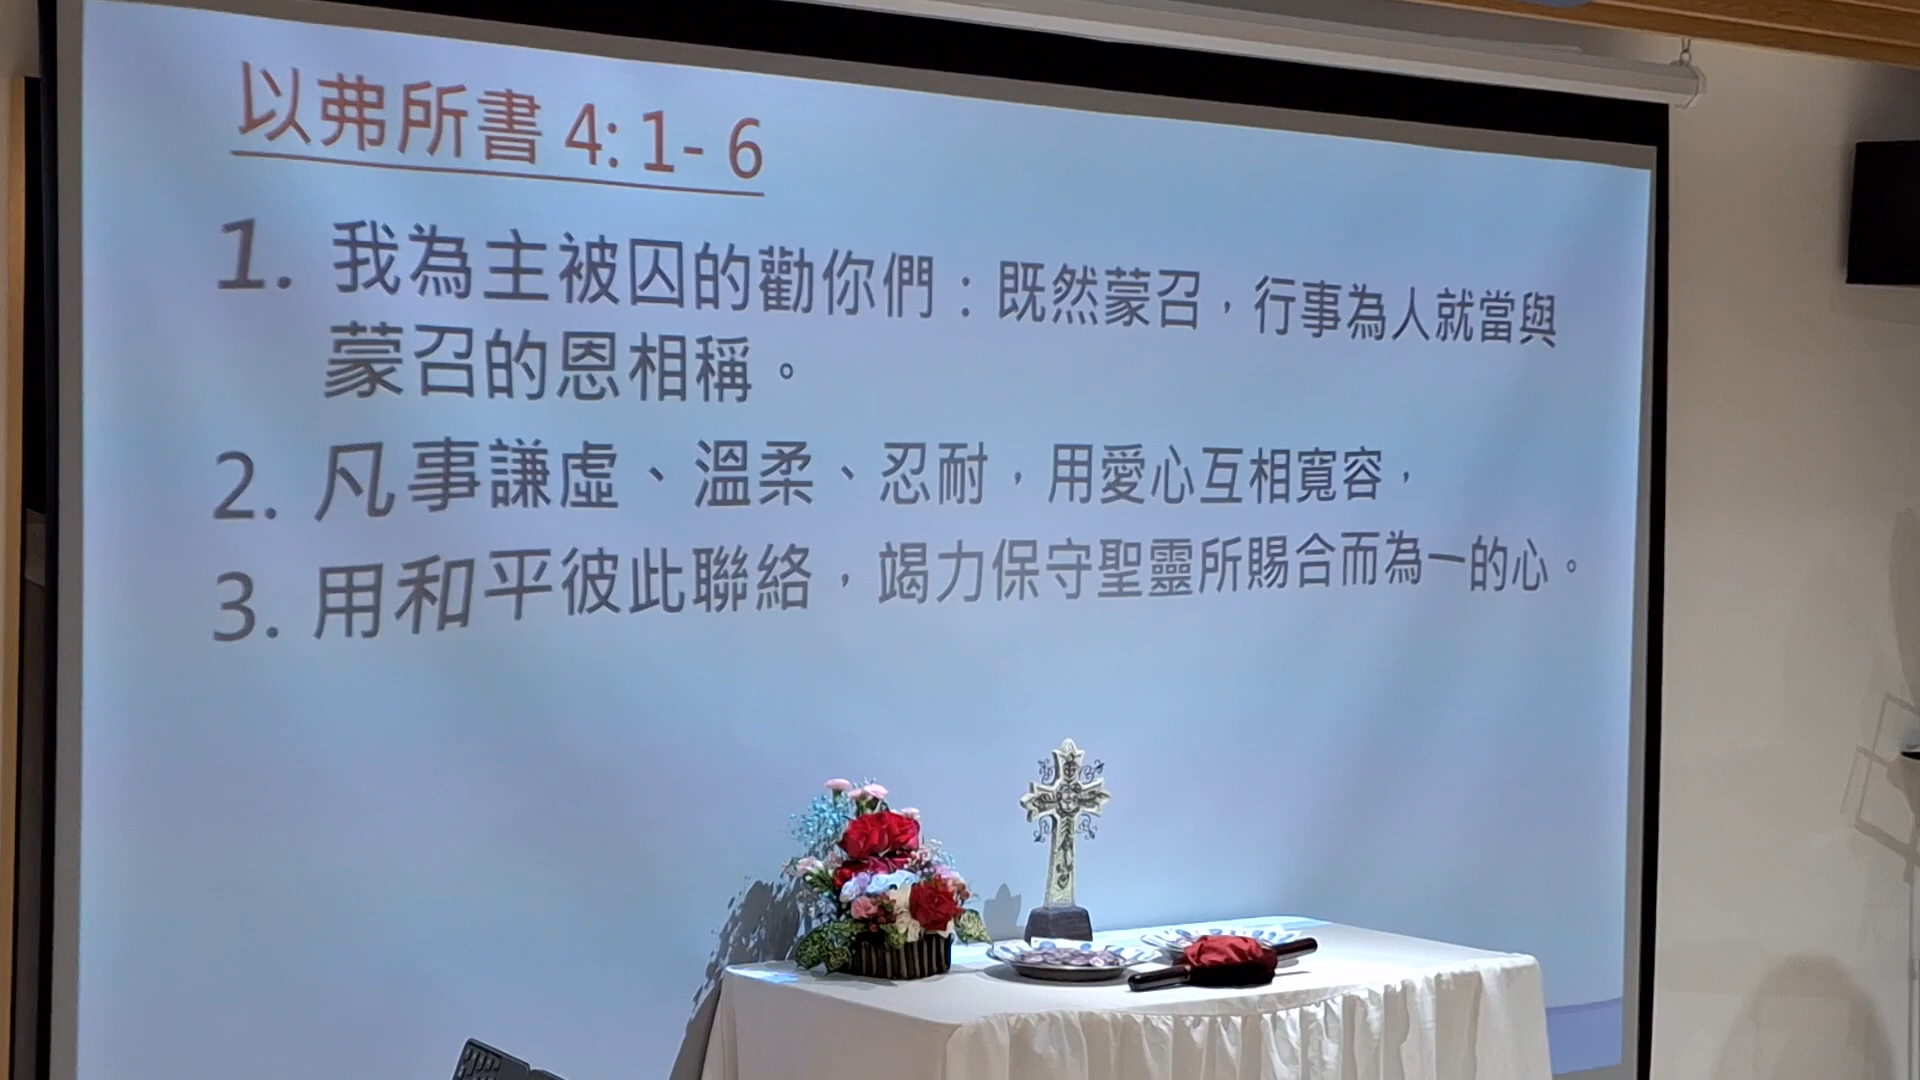 以弗所書 4: 1- 6
1. 我為主被囚的勸你們：既然蒙召，行事為人就當與
蒙召的恩相稱。
2. 凡事謙虛、溫柔、忍耐，用愛心互相寬容，
3. 用和平彼此聯絡，竭力保守聖靈所賜合而為一的心。